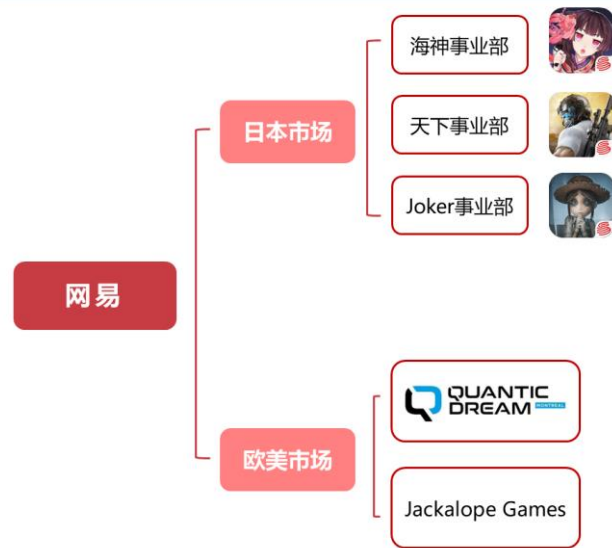 海神事业部
日本市场
天下事业部
Joker事业部
网易
QUANTIC
DREAM MONTREAL
欧美市场
Jackalope Games